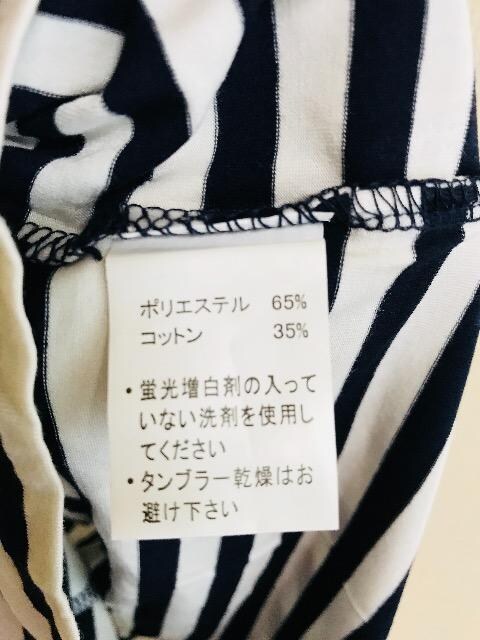 ポリエステル 65%
コットン 35%
・蛍光増白剤の入って
いない洗剤を使用し
てください
・タンブラー乾燥はお
避け下さい